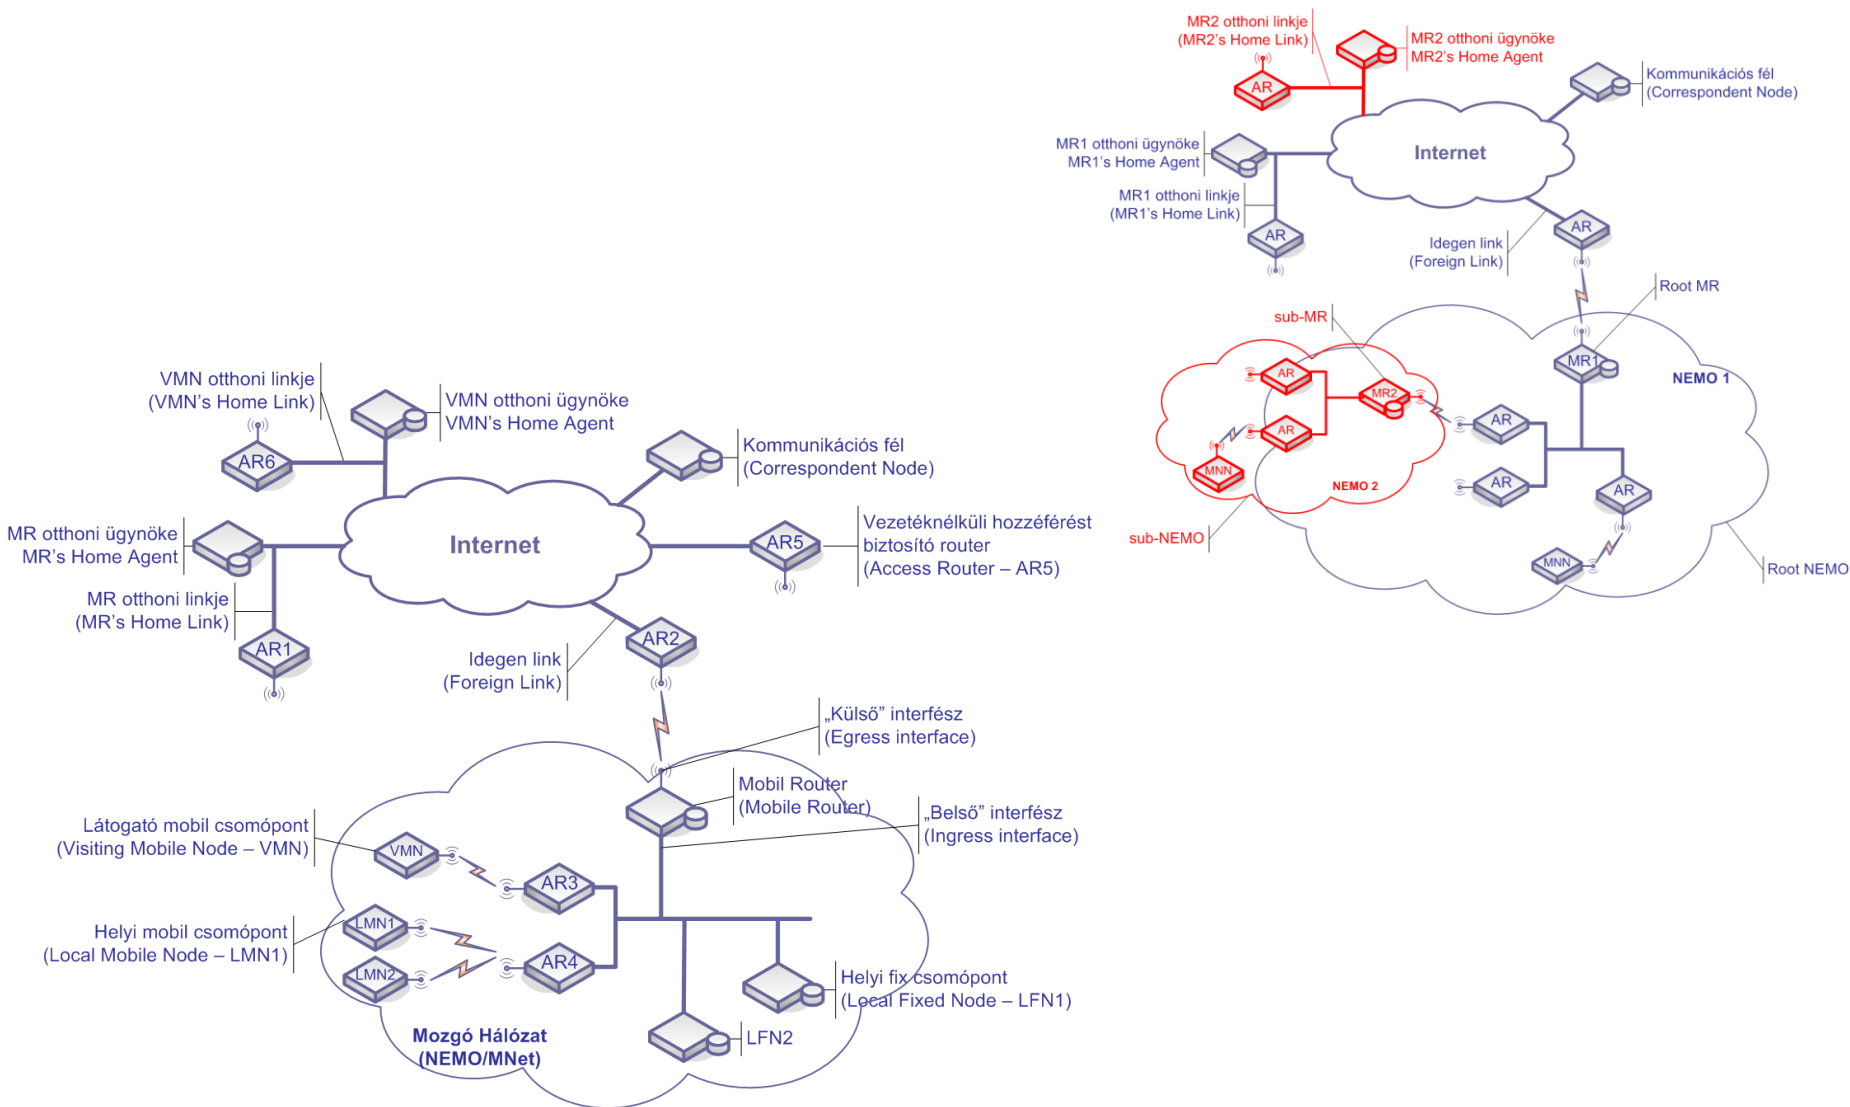 MR2 otthoni linkje
(MR2's Home Link)
MR2 otthoni ügynöke
MR2's Home Agent
AR
Kommunikációs fél
(Correspondent Node)
MR1 otthoni ügynöke
MR1's Home Agent
Internet
MR1 otthoni linkje
(MR1's Home Link)
AR
AR
Idegen link
(Foreign Link)
Root MR
sub-MR
MR1
NEMO 1
AR
MR2
AR
AR
MNN
NEMO 2
AR
AR
sub-NEMO
MNN
Root NEMO
VMN otthoni linkje
(VMN's Home Link)
VMN otthoni ügynöke
VMN's Home Agent
AR6
Kommunikációs fél
(Correspondent Node)
MR otthoni ügynöke
MR's Home Agent
Internet
AR5
Vezetéknélküli hozzéférést
biztosító router
(Access Router – AR5)
MR otthoni linkje
(MR's Home Link)
AR1
AR2
Idegen link
(Foreign Link)
„Külső” interfész
(Egress interface)
Mobil Router
(Mobile Router)
„Belső” interfész
(Ingress interface)
Látogató mobil csomópont
(Visiting Mobile Node – VMN)
VMN
AR3
Helyi mobil csomópont
(Local Mobile Node – LMN1)
LMN1
LMN2
AR4
Helyi fix csomópont
(Local Fixed Node – LFN1)
LFN2
Mozgó Hálózat
(NEMO/MNet)